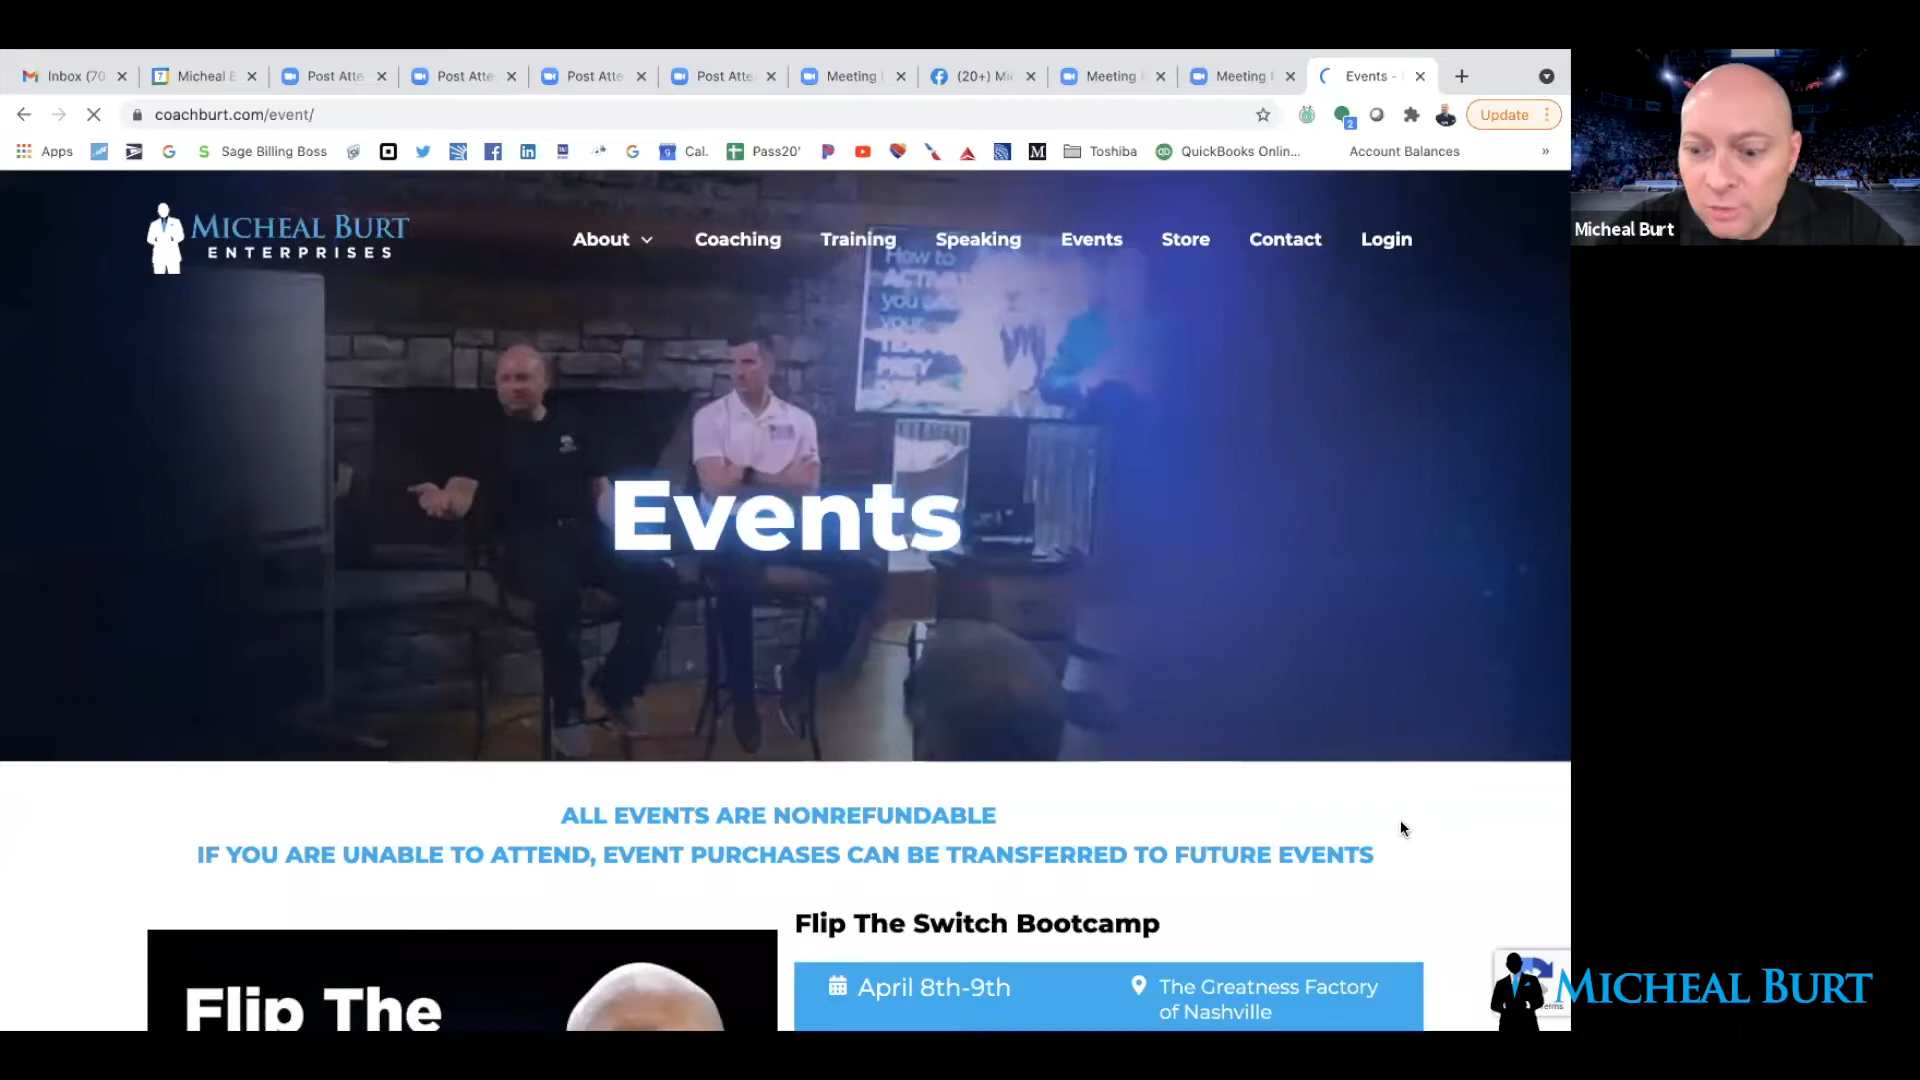 Inbox (70
Micheal B
Post Atte
Post Atte
Post Atte
Post Atte
Meeting
(20+) Mi
Meeting
Meeting
Events -
coachburt.com/event/
2
Update
Apps
Sage Billing Boss
Cal.
Pass20'
Toshiba
QuickBooks Onlin...
Account Balances
»
MICHEAL BURT
ENTERPRISES
About
Coaching
Training
Speaking
Events
Store
Contact
Login
How to
Micheal Burt
Events
ALL EVENTS ARE NONREFUNDABLE
IF YOU ARE UNABLE TO ATTEND, EVENT PURCHASES CAN BE TRANSFERRED TO FUTURE EVENTS
Flip The Switch Bootcamp
April 8th-9th
The Greatness Factory
of Nashville
Flip The
MICHEAL BURT